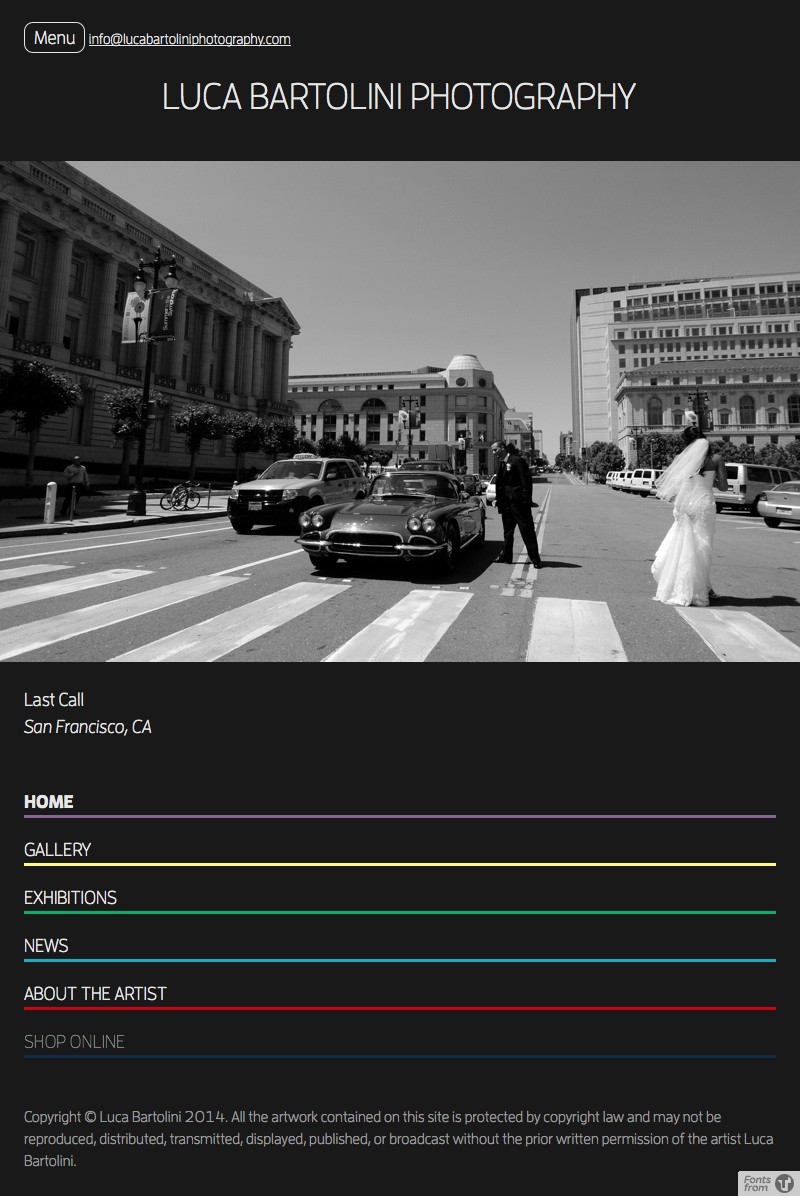 Menu info@lucabartoliniphotography.com
LUCA BARTOLINI PHOTOGRAPHY
Last Call
San Francisco, CA
HOME
GALLERY
EXHIBITIONS
NEWS
ABOUT THE ARTIST
SHOP ONLINE
Copyright © Luca Bartolini 2014. All the artwork contained on this site is protected by copyright law and may not be
reproduced, distributed, transmitted, displayed, published, or broadcast without the prior written permission of the artist Luca
Bartolini.
Fonts
from